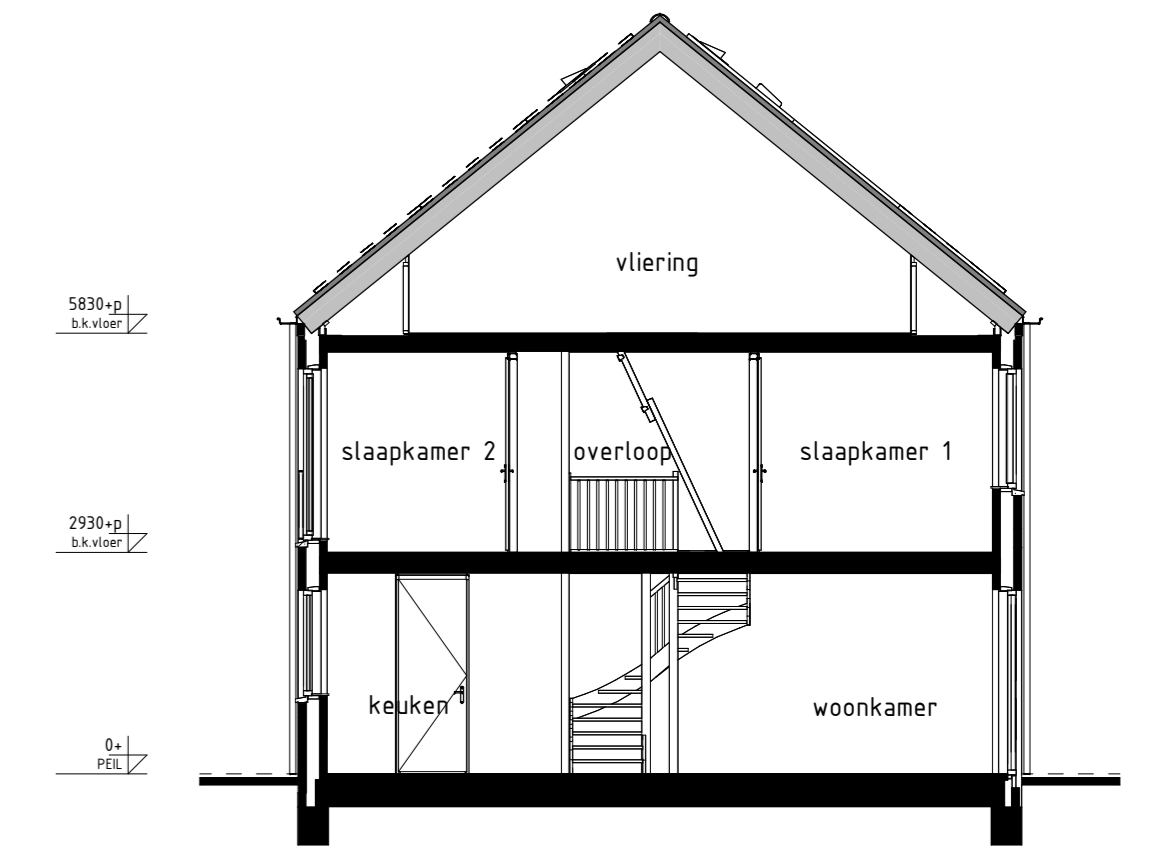 vliering
5830+p
b.k.vloer
slaapkamer 2
overloop
slaapkamer 1
2930+p
b.k.vloer
keuken
woonkamer
0+
PEIL